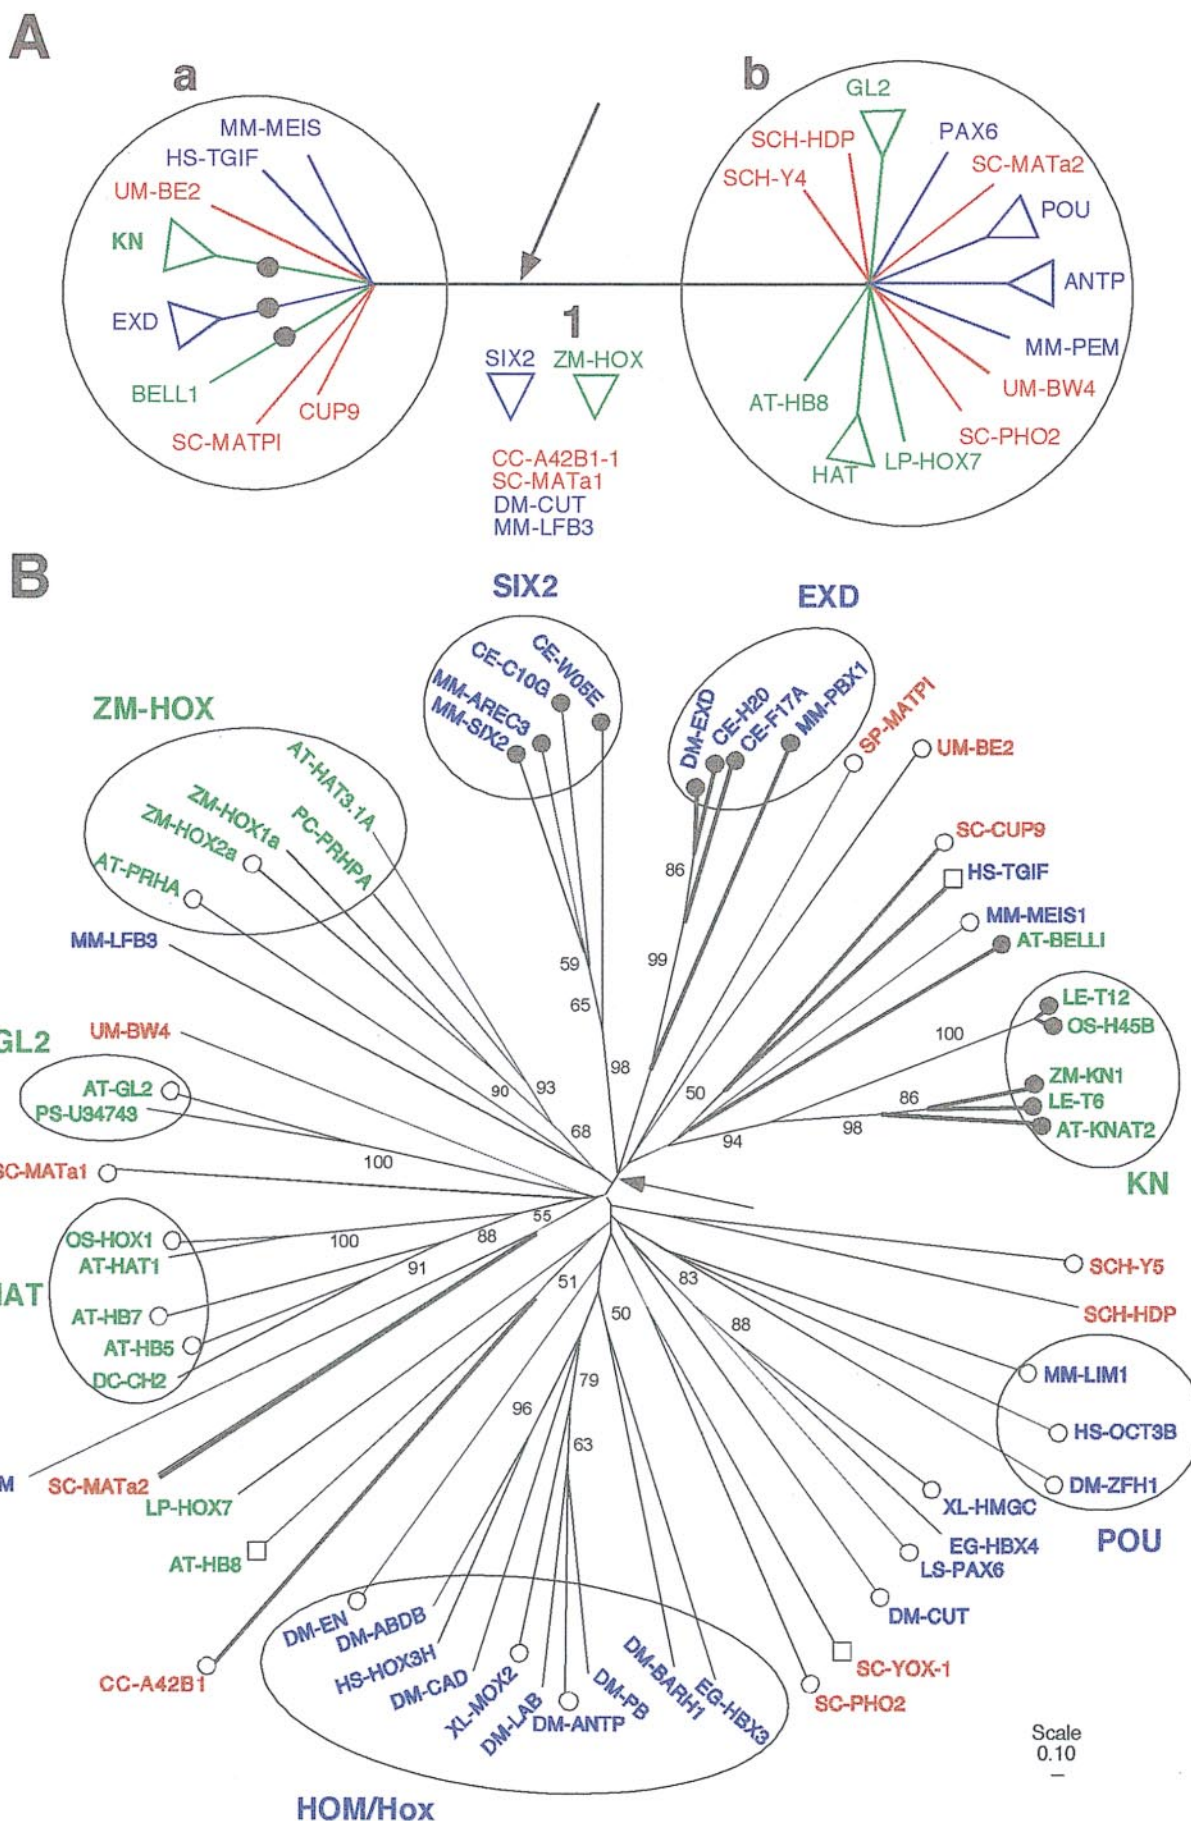 A
a
b
MM-MEIS
HS-TGIF
UM-BE2
KN
EXD
BELL1
SC-MATPI
CUP9
1
SIX2
ZM-HOX
CC-A42B1-1
SC-MATa1
DM-CUT
MM-LFB3
GL2
SCH-HDP
PAX6
SCH-Y4
SC-MATa2
POU
ANTP
MM-PEM
UM-BW4
SC-PHO2
AT-HB8
HAT
LP-HOX7
B
SIX2
EXD
CE-W05E
CE-C10G
MM-AREC3
MM-SIX2
DM-EXD
CE-H20
CE-F17A
MM-PBX1
SP-MATPI
UM-BE2
ZM-HOX
AT-HAT3.1A
ZM-HOX1a
PC-PRHPA
ZM-HOX2a
AT-PRHA
MM-LFB3
SC-CUP9
HS-TGIF
MM-MEIS1
AT-BELLI
86
99
59
65
98
LE-T12
OS-H45B
100
ZM-KN1
LE-T6
AT-KNAT2
86
98
94
50
KN
UM-BW4
GL2
AT-GL2
PS-U34743
90
93
68
100
SC-MATa1
OS-HOX1
AT-HAT1
AT-HB7
AT-HB5
DC-CH2
IAT
55
88
100
91
51
50
83
88
SCH-Y5
SCH-HDP
MM-LIM1
HS-OCT3B
DM-ZFH1
POU
M
SC-MATa2
LP-HOX7
AT-HB8
CC-A42B1
79
96
63
XL-HMGC
EG-HBX4
LS-PAX6
DM-CUT
SC-YOX-1
SC-PHO2
DM-EN
DM-ABDB
HS-HOX3H
DM-CAD
XL-MOX2
DM-LAB
DM-ANTP
DM-PB
DM-BARH1
EG-HBX3
HOM/Hox
Scale
0.10